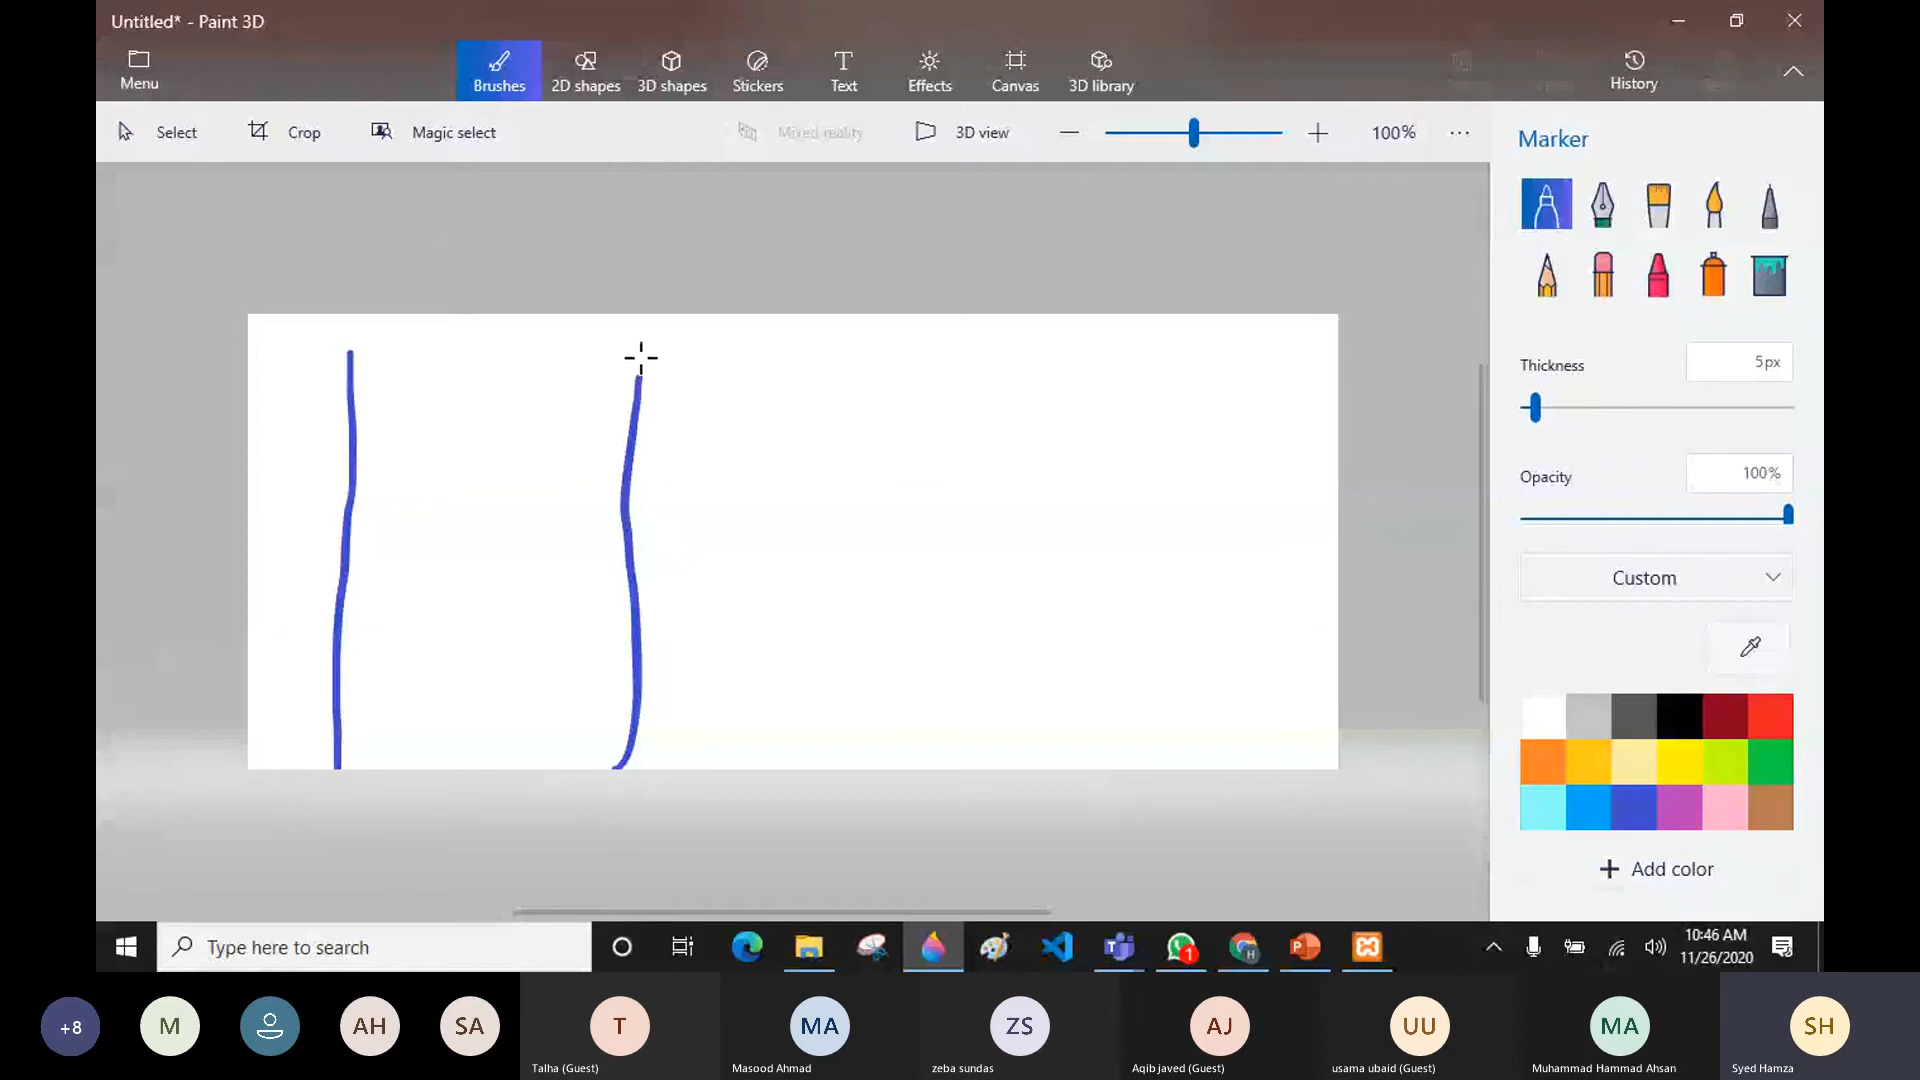 Untitled* - Paint 3D
Menu
Brushes
2D shapes
3D shapes
Stickers
Text
Effects
Canvas
3D library
History
Select
Crop
Magic select
Mixed reality
3D view
100%
Marker
Thickness
5px
Opacity
100%
Custom
Add color
Type here to search
1
10:46 AM
11/26/2020
+8
M
AH
SA
T
MA
ZS
AJ
UU
MA
SH
Talha (Guest)
Masood Ahmad
zeba sundas
Aqib javed (Guest)
usama ubaid (Guest)
Muhammad Hammad Ahsan
Syed Hamza